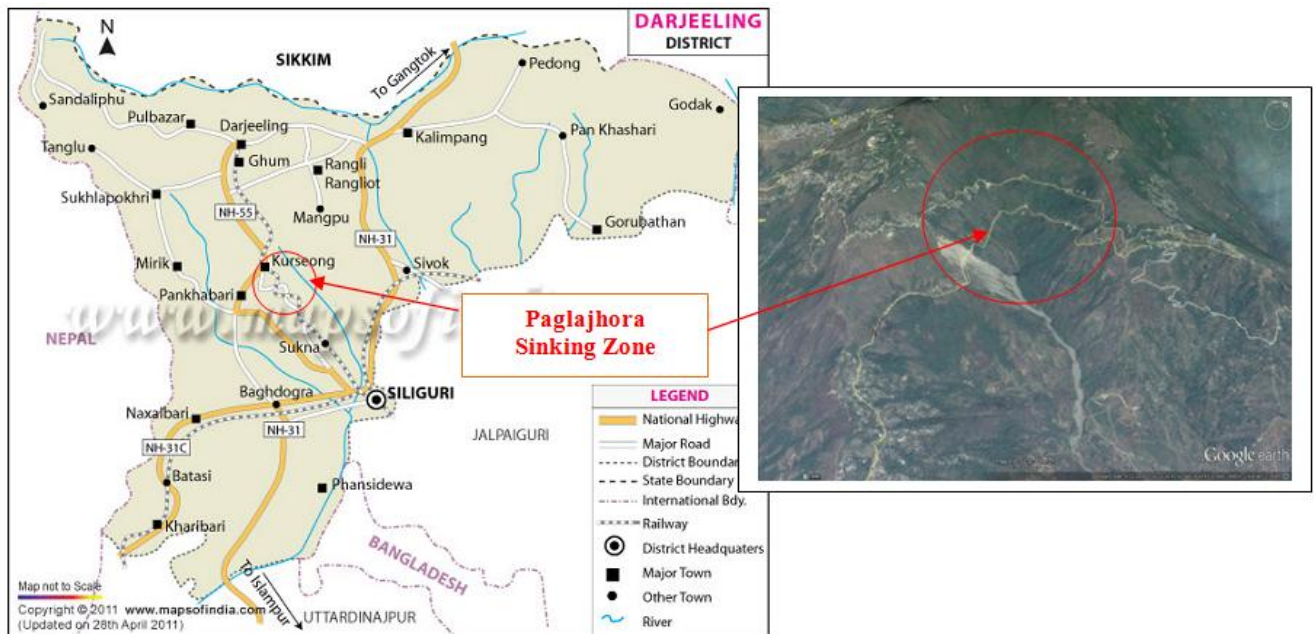 DARJEELING
DISTRICT
N
SIKKIM
To Gangtok
Pedong
Sandaliphu
Pulbazar
Darjeeling
Kalimpang
Godak
Pan Khashari
Tanglu
Ghum
Rangli
Rangliot
Sukhlapokhri
Mangpu
NH-55
NH-31
Gorubathan
Kurseong
Sivok
Mirik
Pankhabari
www.mapsofi
Paglajhora
Sinking Zone
NEPAL
Sukna
Baghdogra
SILIGURI
Naxalbari
NH-31
JALPAIGURI
NH-31C
Batasi
Phansidewa
Kharibari
BANGLADESH
To Islampur
UTTARDINAJPUR
LEGEND
National Highw
Major Road
District Boundar
State Boundary
International Bdy.
Railway
District Headquaters
Major Town
Other Town
River
Map not to Scale
Copyright © 2011 www.mapsofindia.com
(Updated on 28th April 2011)
Google earth